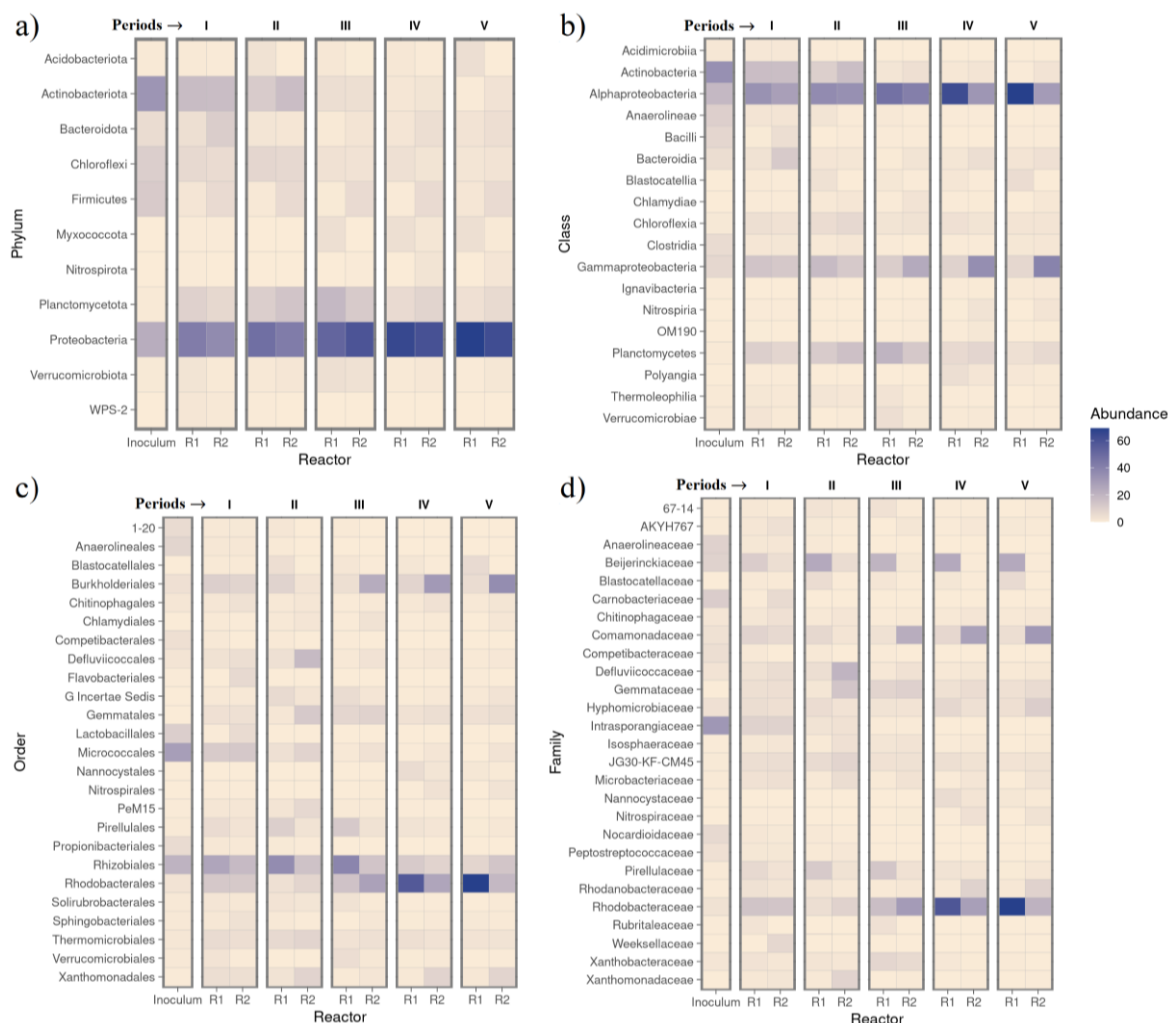 a)
Periods → I II III IV V
Phylum
Acidobacteriota
Actinobacteriota
Bacteroidota
Chloroflexi
Firmicutes
Myxococcota
Nitrospirota
Planctomycetota
Proteobacteria
Verrucomicrobiota
WPS-2
Inoculum R1 R2 R1 R2 R1 R2 R1 R2 R1 R2
Reactor
b)
Periods → I II III IV V
Class
Acidimicrobiia
Actinobacteria
Alphaproteobacteria
Anaerolineae
Bacilli
Bacteroidia
Blastocatellia
Chlamydiae
Chloroflexia
Clostridia
Gammaproteobacteria
Ignavibacteria
Nitrospiria
OM190
Planctomycetes
Polyangia
Thermoleophilia
Verrucomicrobiae
Inoculum R1 R2 R1 R2 R1 R2 R1 R2 R1 R2
Reactor
Abundance
60
40
20
0
c)
Periods → I II III IV V
Order
1-20
Anaerolineales
Blastocatellales
Burkholderiales
Chitinophagales
Chlamydiales
Competibacterales
Defluviicoccales
Flavobacteriales
G Incertae Sedis
Gemmatales
Lactobacillales
Micrococcales
Nannocystales
Nitrospirales
PeM15
Pirellulales
Propionibacteriales
Rhizobiales
Rhodobacterales
Solirubrobacterales
Sphingobacteriales
Thermomicrobiales
Verrucomicrobiales
Xanthomonadales
Inoculum R1 R2 R1 R2 R1 R2 R1 R2 R1 R2
Reactor
d)
Periods → I II III IV V
Family
67-14
AKYH767
Anaerolineaceae
Beijerinckiaceae
Blastocatellaceae
Carnobacteriaceae
Chitinophagaceae
Comamonadaceae
Competibacteraceae
Defluviicoccaceae
Gemmataceae
Hyphomicrobiaceae
Intrasporangiaceae
Isosphaeraceae
JG30-KF-CM45
Microbacteriaceae
Nannocystaceae
Nitrospiraceae
Nocardioidaceae
Peptostreptococcaceae
Pirellulaceae
Rhodanobacteraceae
Rhodobacteraceae
Rubritaleaceae
Weeksellaceae
Xanthobacteraceae
Xanthomonadaceae
Inoculum R1 R2 R1 R2 R1 R2 R1 R2 R1 R2
Reactor